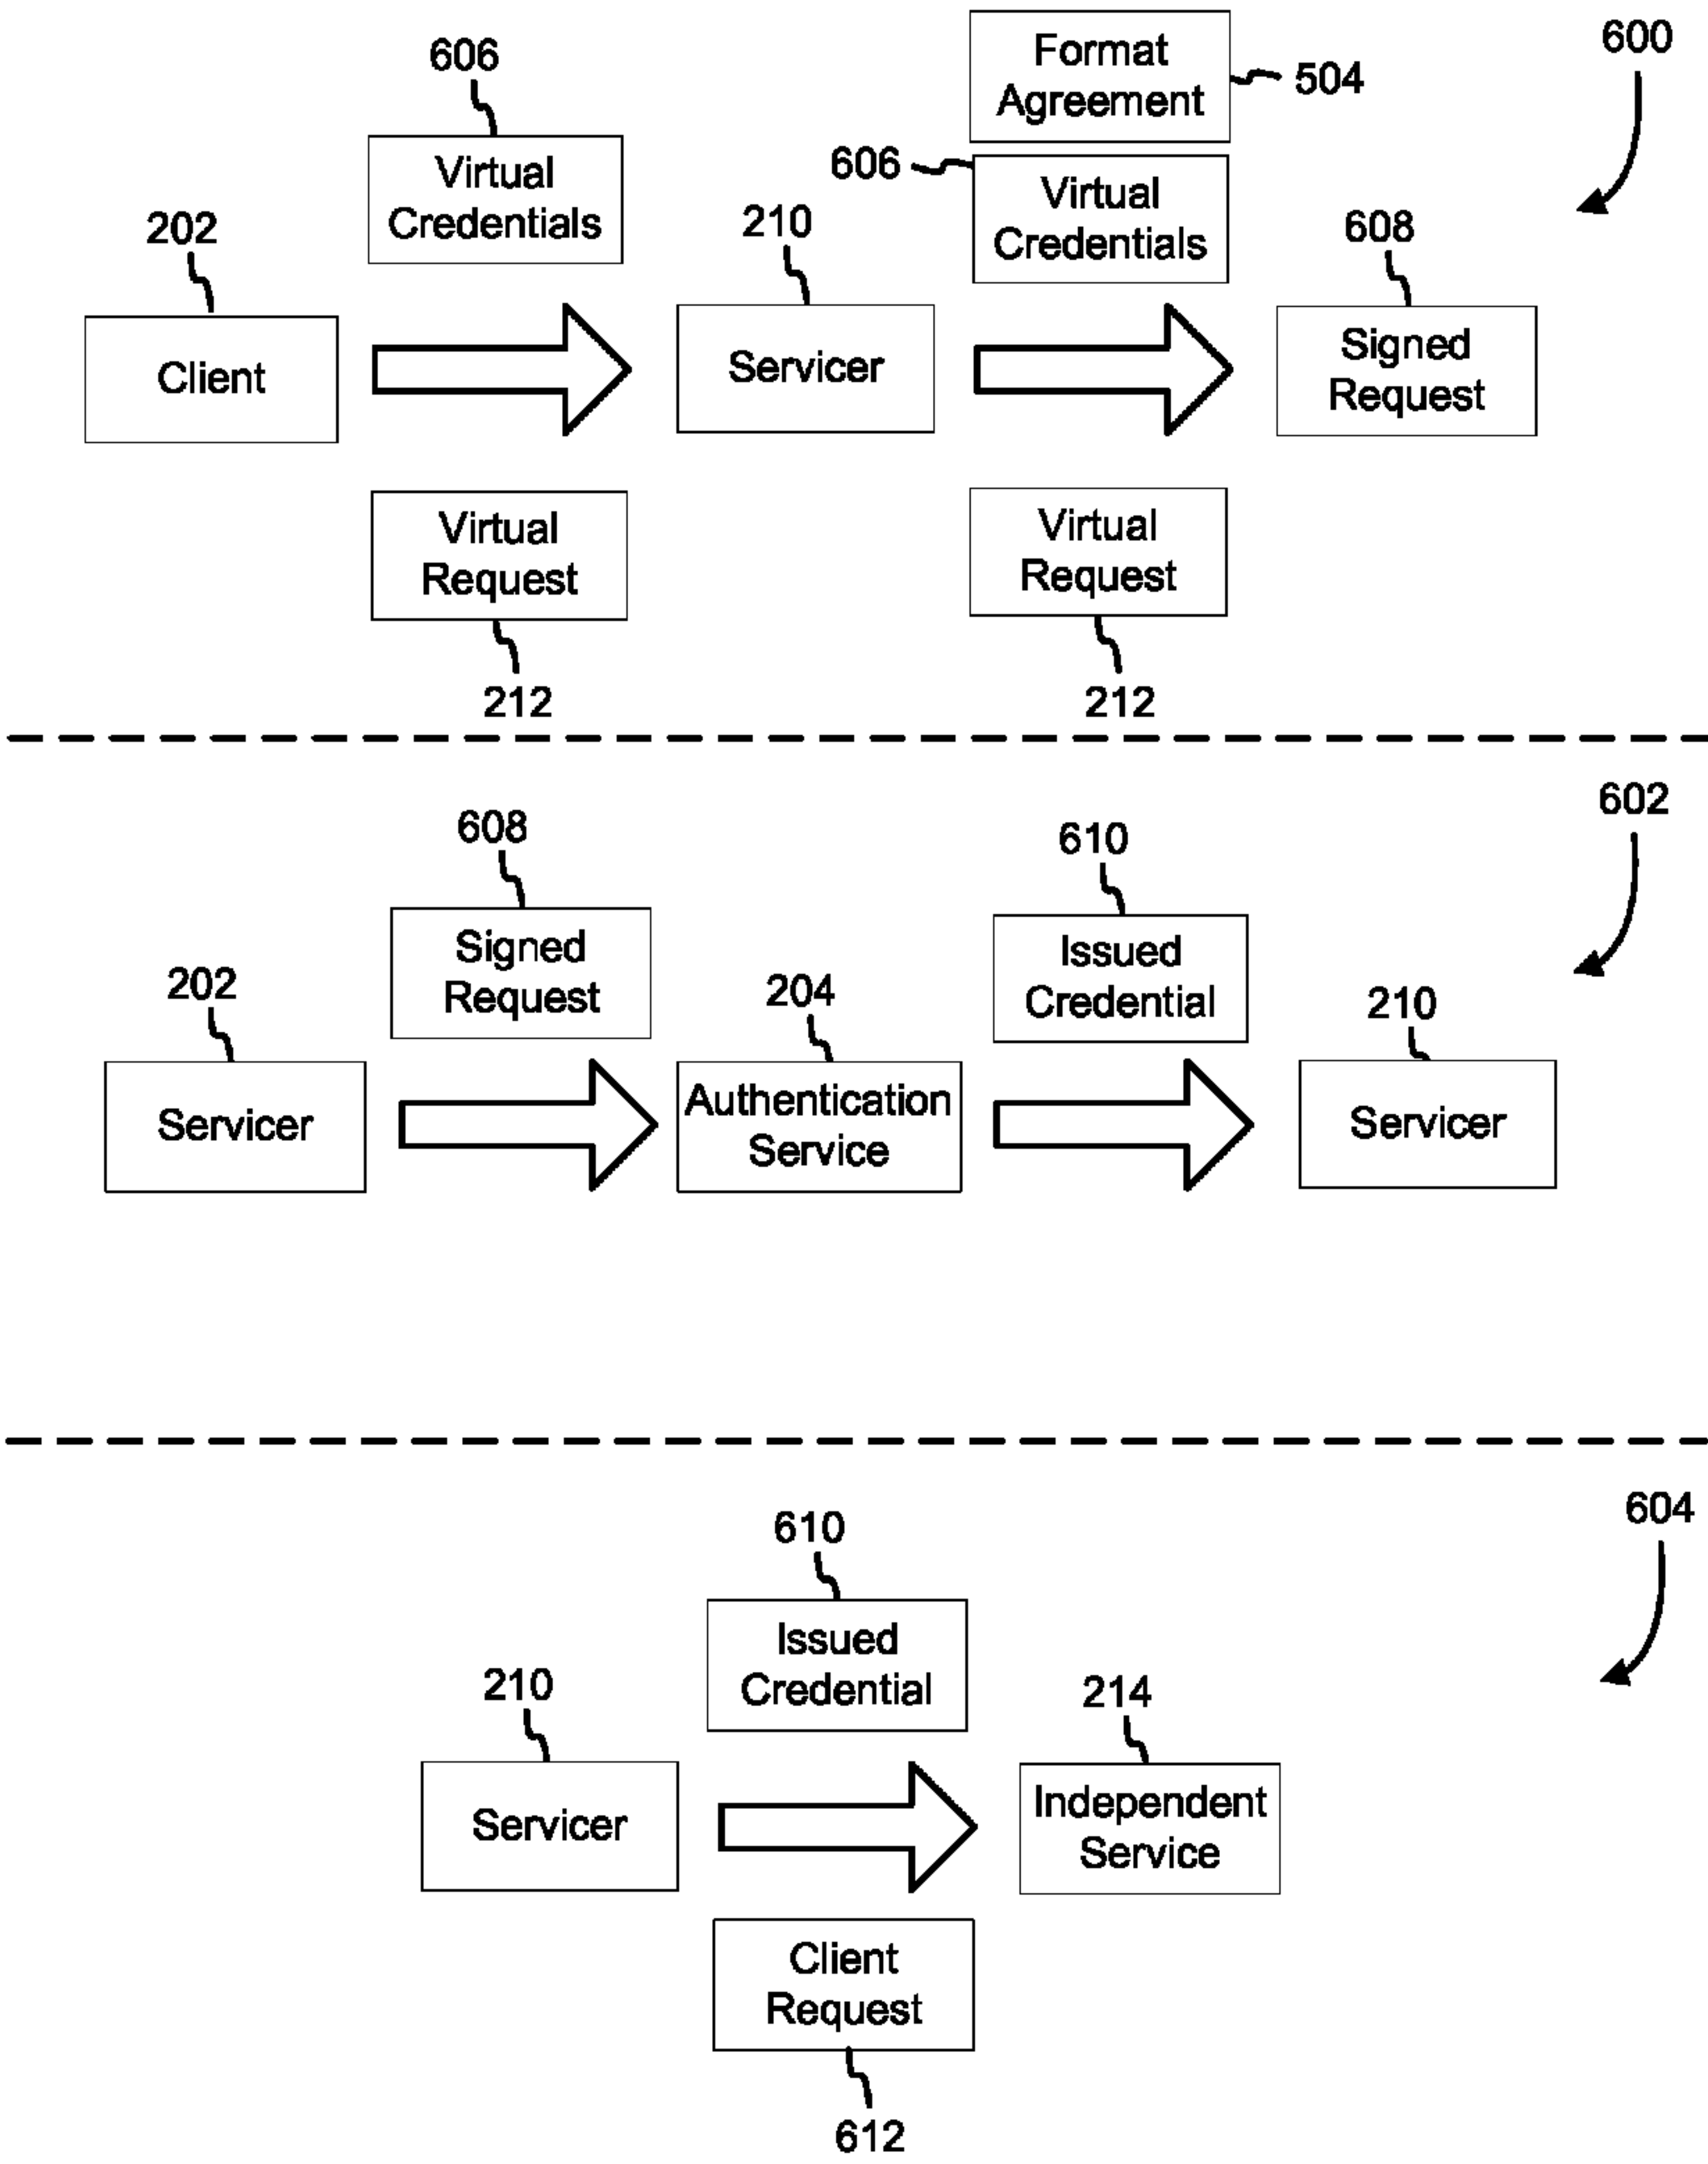 600
606
Format
Agreement
504
Virtual
Credentials
606
Virtual
Credentials
202
210
608
Client
Servicer
Signed
Request
Virtual
Request
Virtual
Request
212
212
602
608
610
Signed
Request
Issued
Credential
202
204
210
Servicer
Authentication
Service
Servicer
604
610
Issued
Credential
210
214
Servicer
Independent
Service
Client
Request
612